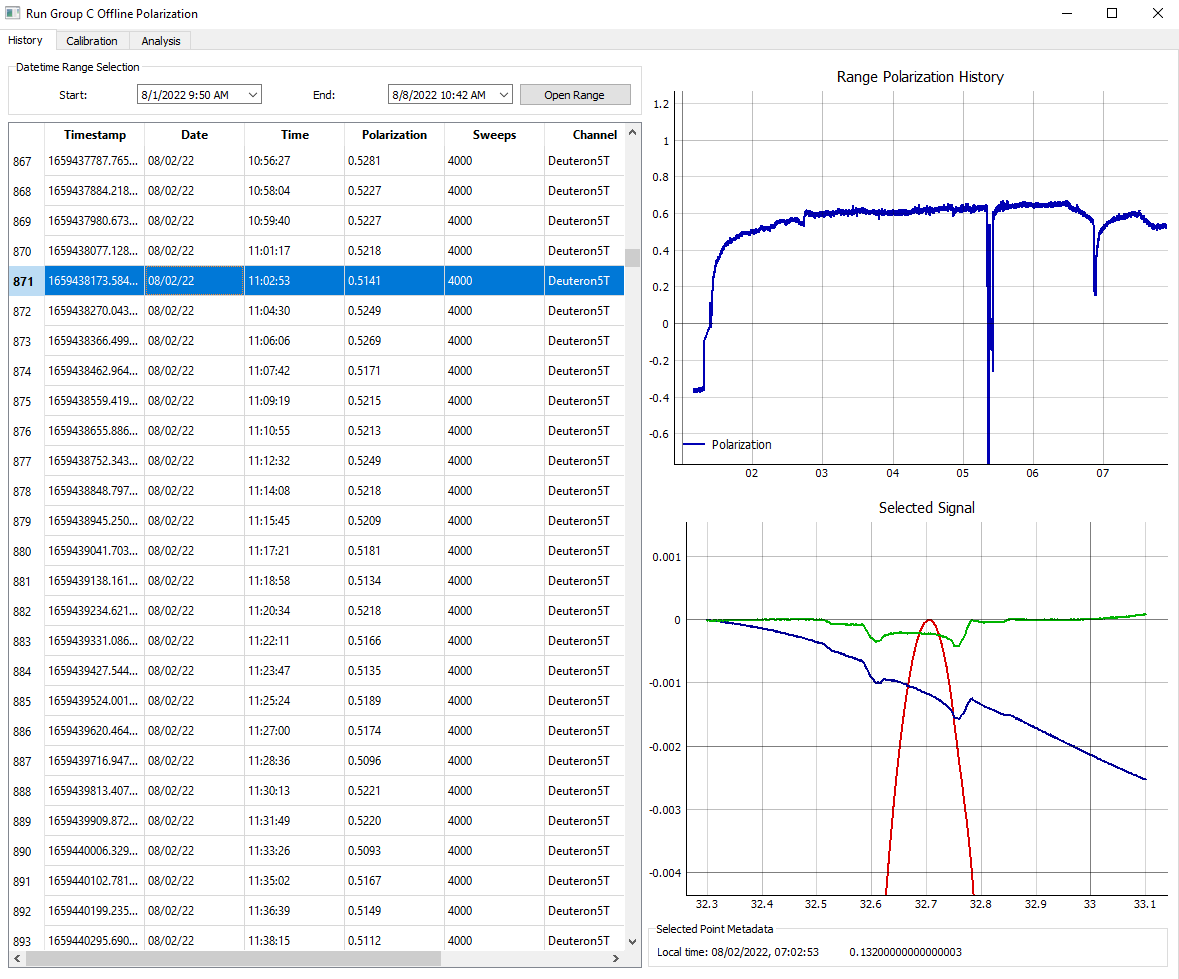 Run Group C Offline Polarization
History Calibration Analysis
Datetime Range Selection
Start: 8/1/2022 9:50 AM End: 8/8/2022 10:42 AM Open Range
Timestamp Date Time Polarization Sweeps Channel
867 1659437787.765... 08/02/22 10:56:27 0.5281 4000 Deuteron5T
868 1659437884.218... 08/02/22 10:58:04 0.5227 4000 Deuteron5T
869 1659437980.673... 08/02/22 10:59:40 0.5227 4000 Deuteron5T
870 1659438077.128... 08/02/22 11:01:17 0.5218 4000 Deuteron5T
871 1659438173.584... 08/02/22 11:02:53 0.5141 4000 Deuteron5T
872 1659438270.043... 08/02/22 11:04:30 0.5249 4000 Deuteron5T
873 1659438366.499... 08/02/22 11:06:06 0.5269 4000 Deuteron5T
874 1659438462.964... 08/02/22 11:07:42 0.5171 4000 Deuteron5T
875 1659438559.419... 08/02/22 11:09:19 0.5215 4000 Deuteron5T
876 1659438655.886... 08/02/22 11:10:55 0.5213 4000 Deuteron5T
877 1659438752.343... 08/02/22 11:12:32 0.5249 4000 Deuteron5T
878 1659438848.797... 08/02/22 11:14:08 0.5218 4000 Deuteron5T
879 1659438945.250... 08/02/22 11:15:45 0.5209 4000 Deuteron5T
880 1659439041.703... 08/02/22 11:17:21 0.5181 4000 Deuteron5T
881 1659439138.161... 08/02/22 11:18:58 0.5134 4000 Deuteron5T
882 1659439234.621... 08/02/22 11:20:34 0.5218 4000 Deuteron5T
883 1659439331.086... 08/02/22 11:22:11 0.5166 4000 Deuteron5T
884 1659439427.544... 08/02/22 11:23:47 0.5135 4000 Deuteron5T
885 1659439524.001... 08/02/22 11:25:24 0.5189 4000 Deuteron5T
886 1659439620.464... 08/02/22 11:27:00 0.5174 4000 Deuteron5T
887 1659439716.947... 08/02/22 11:28:36 0.5096 4000 Deuteron5T
888 1659439813.407... 08/02/22 11:30:13 0.5221 4000 Deuteron5T
889 1659439909.872... 08/02/22 11:31:49 0.5220 4000 Deuteron5T
890 1659440006.329... 08/02/22 11:33:26 0.5093 4000 Deuteron5T
891 1659440102.781... 08/02/22 11:35:02 0.5167 4000 Deuteron5T
892 1659440199.235... 08/02/22 11:36:39 0.5149 4000 Deuteron5T
893 1659440295.690... 08/02/22 11:38:15 0.5112 4000 Deuteron5T
Range Polarization History
1.2
1
0.8
0.6
0.4
0.2
0
-0.2
-0.4
-0.6
Polarization
02 03 04 05 06 07
Selected Signal
0.001
0
-0.001
-0.002
-0.003
-0.004
32.3 32.4 32.5 32.6 32.7 32.8 32.9 33 33.1
Selected Point Metadata
Local time: 08/02/2022, 07:02:53 0.13200000000000003